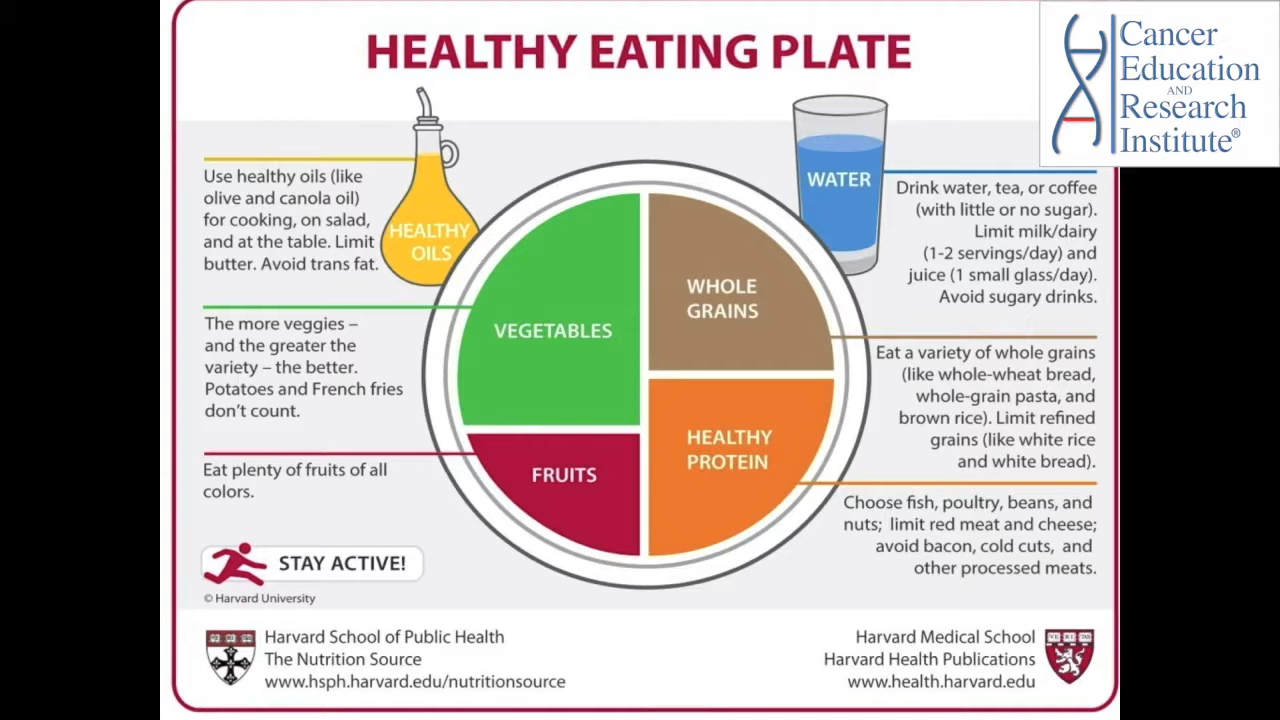 HEALTHY EATING PLATE
Cancer
Education
AND
Research
Institute®
Use healthy oils (like
olive and canola oil)
for cooking, on salad,
and at the table. Limit
butter. Avoid trans fat.
HEALTHY
OILS
WATER
Drink water, tea, or coffee
(with little or no sugar).
Limit milk/dairy
(1-2 servings/day) and
juice (1 small glass/day).
Avoid sugary drinks.
The more veggies –
and the greater the
variety – the better.
Potatoes and French fries
don't count.
VEGETABLES
WHOLE
GRAINS
Eat a variety of whole grains
(like whole-wheat bread,
whole-grain pasta, and
brown rice). Limit refined
grains (like white rice
and white bread).
Eat plenty of fruits of all
colors.
FRUITS
HEALTHY
PROTEIN
Choose fish, poultry, beans, and
nuts; limit red meat and cheese;
avoid bacon, cold cuts, and
other processed meats.
STAY ACTIVE!
© Harvard University
Harvard School of Public Health
The Nutrition Source
www.hsph.harvard.edu/nutritionsource
Harvard Medical School
Harvard Health Publications
www.health.harvard.edu